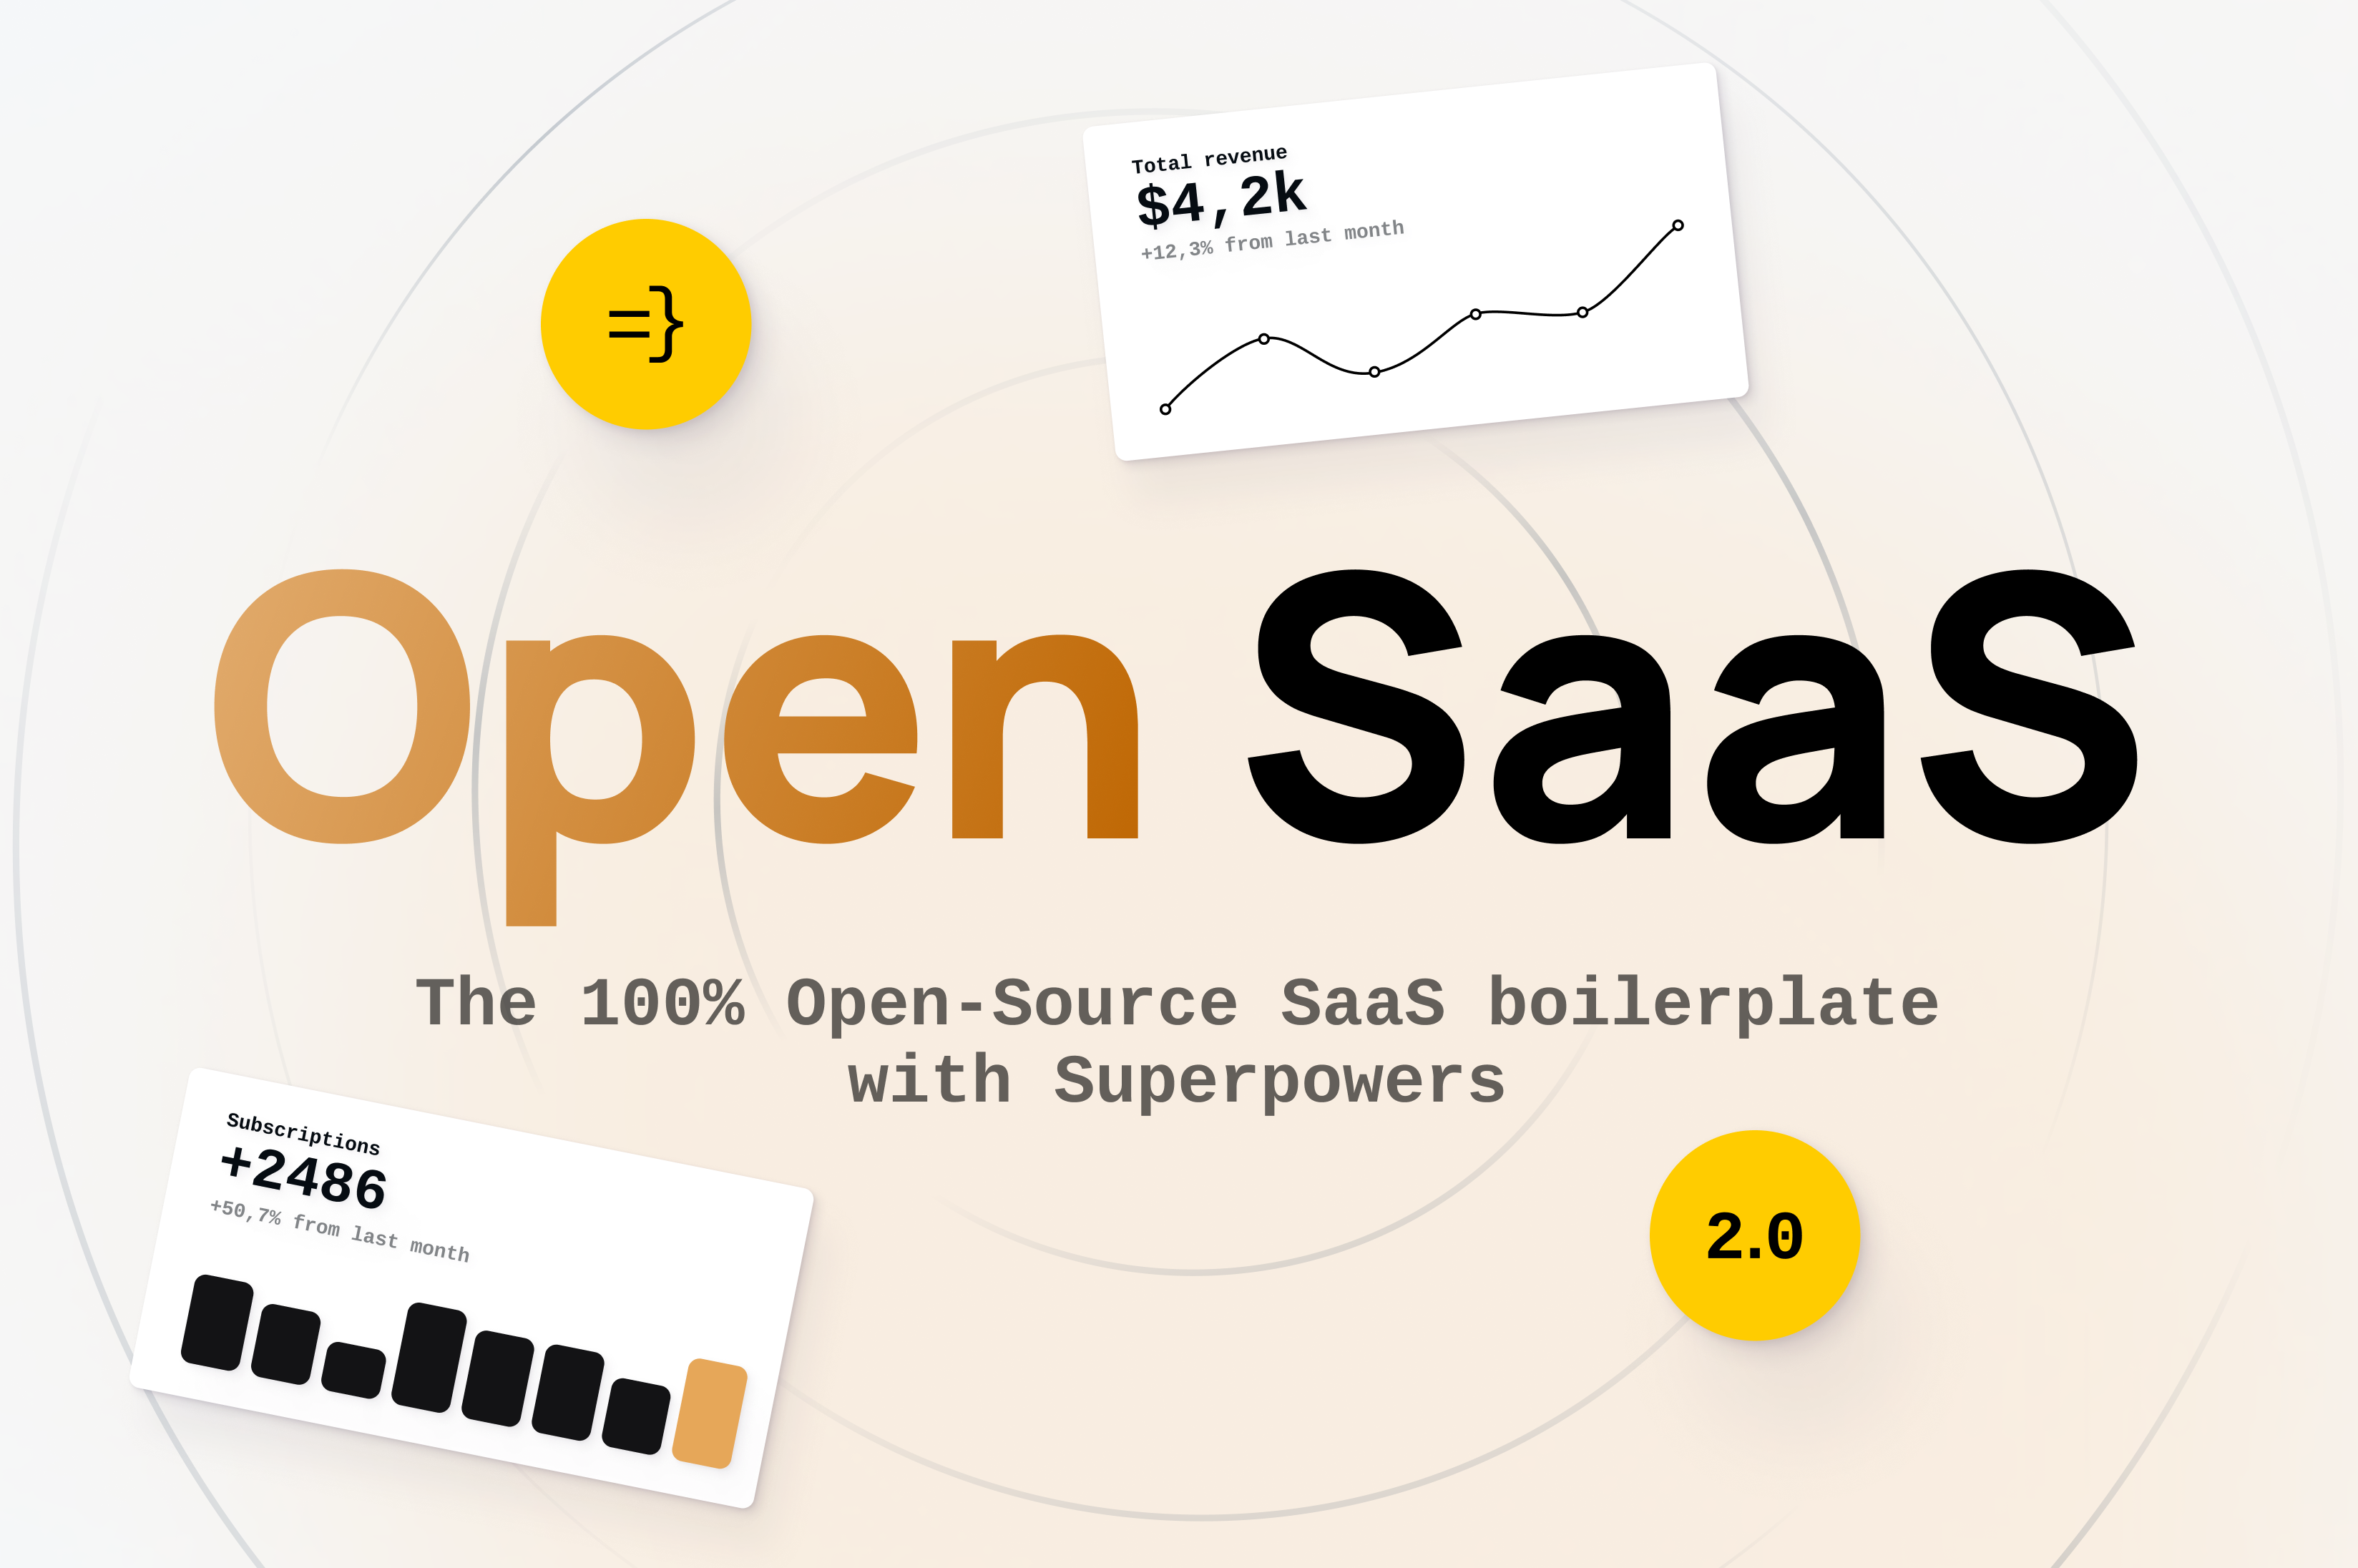 Total revenue
$4,2k
+12,3% from last month
=}
Open SaaS
The 100% Open-Source SaaS boilerplate
with Superpowers
Subscriptions
+2486
+50,7% from last month
2.0